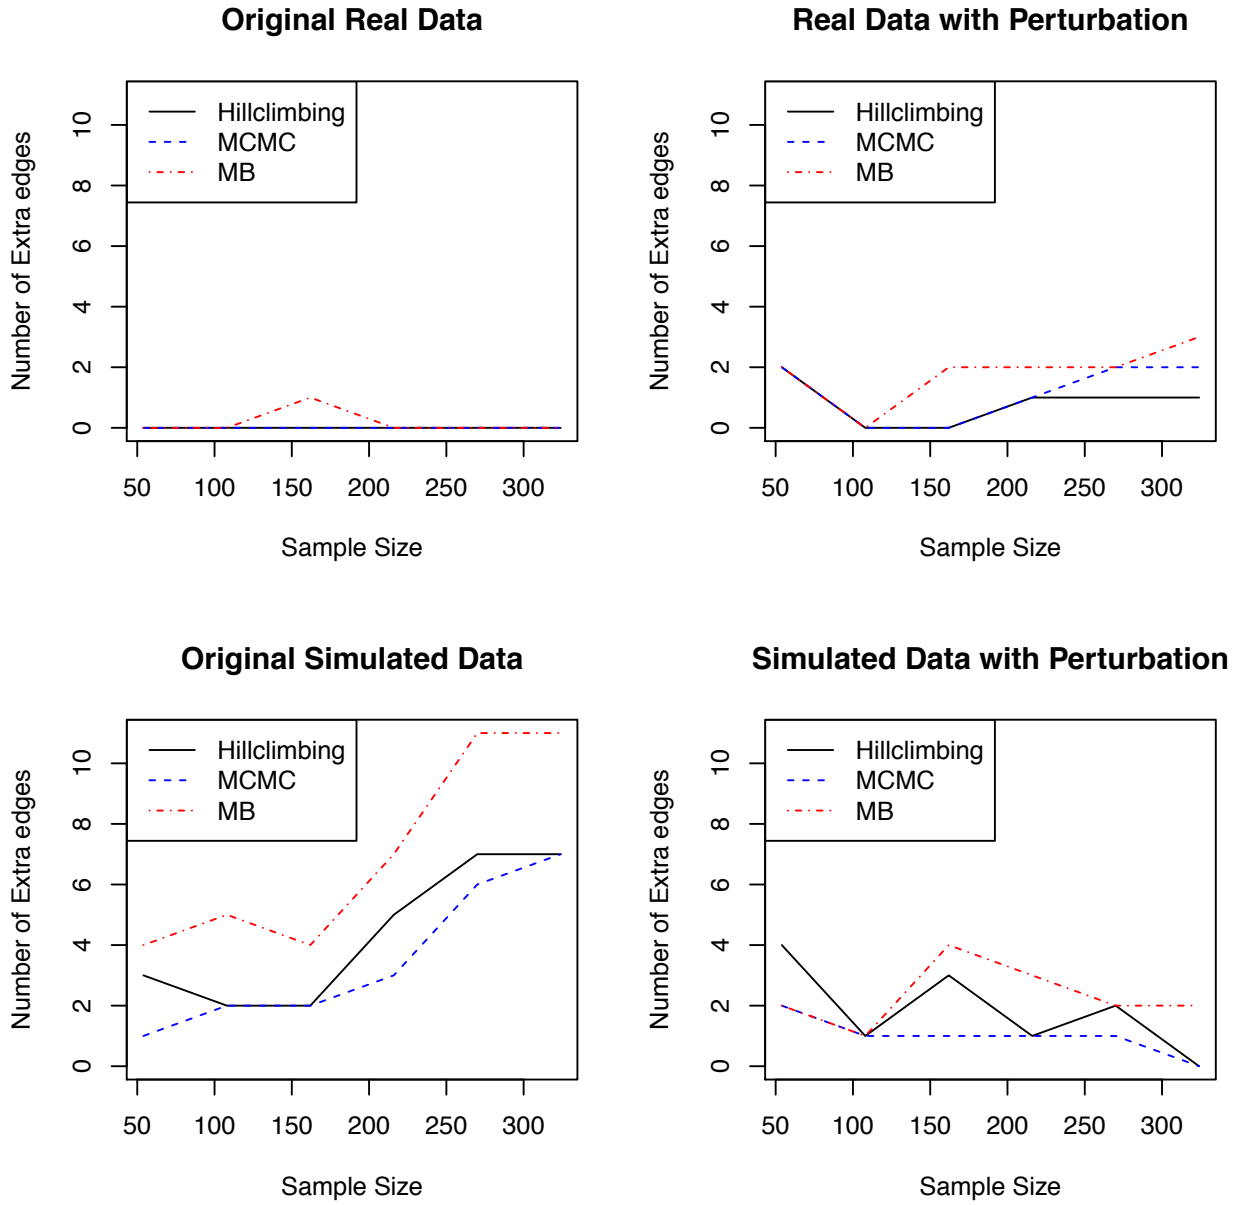 Original Real Data
Number of Extra edges
10
8
6
4
2
0
Hillclimbing
MCMC
MB
50 100 150 200 250 300
Sample Size
Real Data with Perturbation
Number of Extra edges
10
8
6
4
2
0
Hillclimbing
MCMC
MB
50 100 150 200 250 300
Sample Size
Original Simulated Data
Number of Extra edges
10
8
6
4
2
0
Hillclimbing
MCMC
MB
50 100 150 200 250 300
Sample Size
Simulated Data with Perturbation
Number of Extra edges
10
8
6
4
2
0
Hillclimbing
MCMC
MB
50 100 150 200 250 300
Sample Size